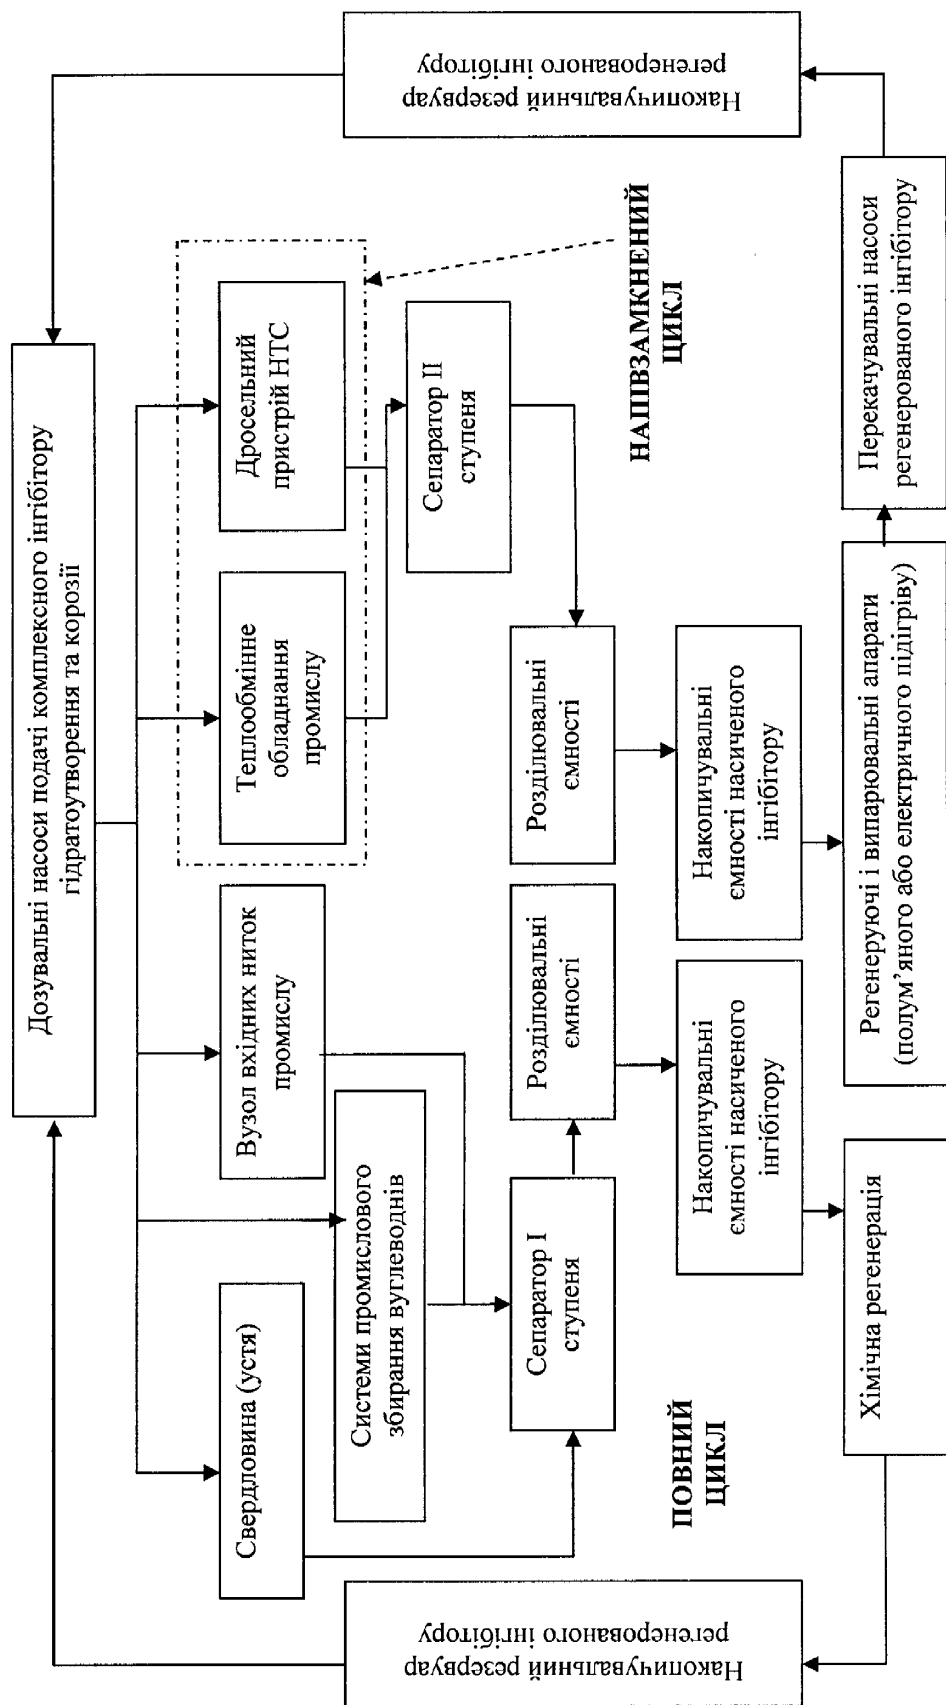 Дозувальні насоси подачі комплексного інгібітору
гідратоутворення та корозії
Свердловина (устя)
Вузол вхідних ниток
промислу
Теплообмінне
обладнання
промислу
Дросельний
пристрій НТС
Системи промислового
збирання вуглеводнів
Сепаратор II
ступеня
Сепаратор I
ступеня
Розділювальні
ємності
Розділювальні
ємності
НАПІВЗАМКНЕНИЙ
ЦИКЛ
ПОВНИЙ
ЦИКЛ
Накопичувальні
ємності насиченого
інгібітору
Накопичувальні
ємності насиченого
інгібітору
Хімічна регенерація
Регенеруючі і випарювальні апарати
(полум’яного або електричного підігріву)
Перекачувальні насоси
регенерованого інгібітору
Накопичувальний резервуар
регенерованого інгібітору
Накопичувальний резервуар
регенерованого інгібітору